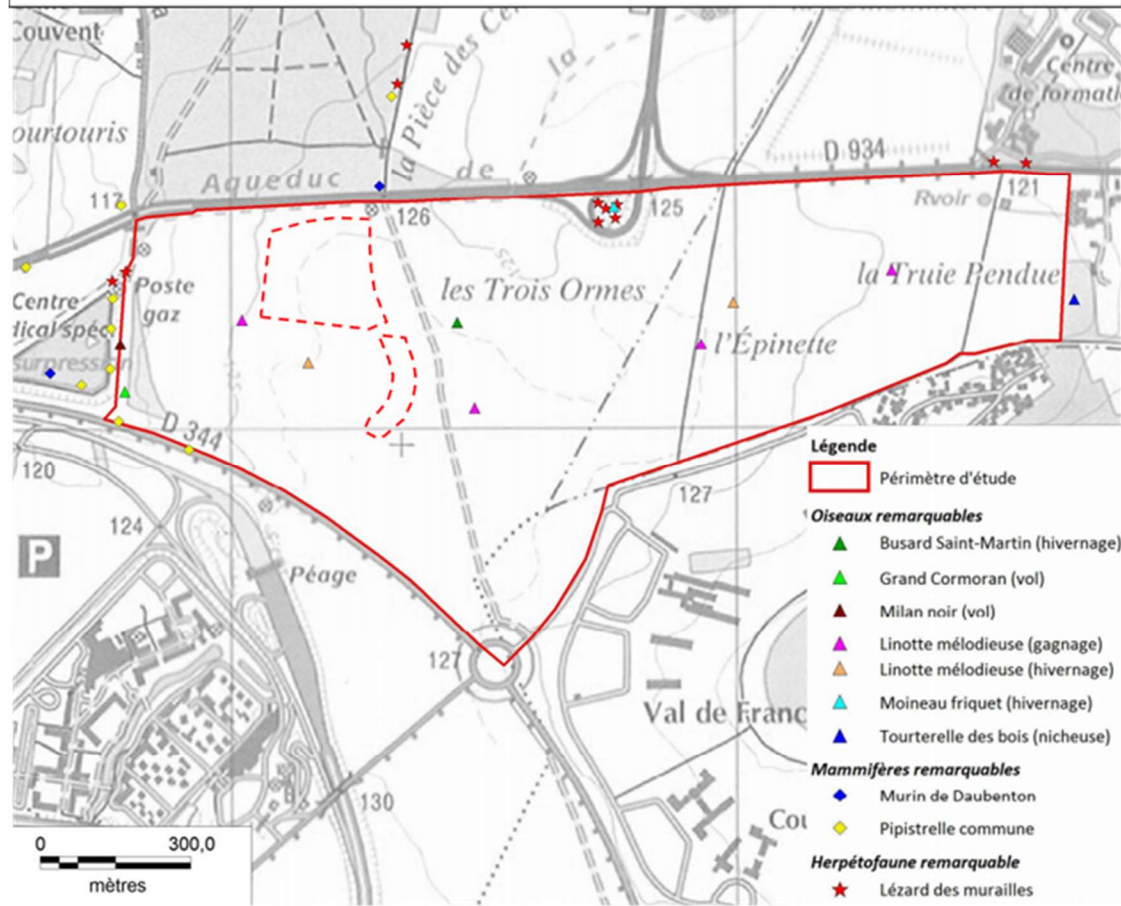 Couvent
la Pièce des
la
Centre
de formati
ourtouris
D 934
Aqueduc de
117
126
125
121
Rvoir
Poste
gaz
les Trois Ormes
la Truie Pendue
Centre
dical spéc
surpression
l'Épinette
D 344
120
124
127
P
Péage
127
Val de Franc
130
Cou
0 300,0
mètres
Légende
Périmètre d'étude
Oiseaux remarquables
Busard Saint-Martin (hivernage)
Grand Cormoran (vol)
Milan noir (vol)
Linotte mélodieuse (gagnage)
Linotte mélodieuse (hivernage)
Moineau friquet (hivernage)
Tourterelle des bois (nicheuse)
Mammifères remarquables
Murin de Daubenton
Pipistrelle commune
Herpétofaune remarquable
Lézard des murailles